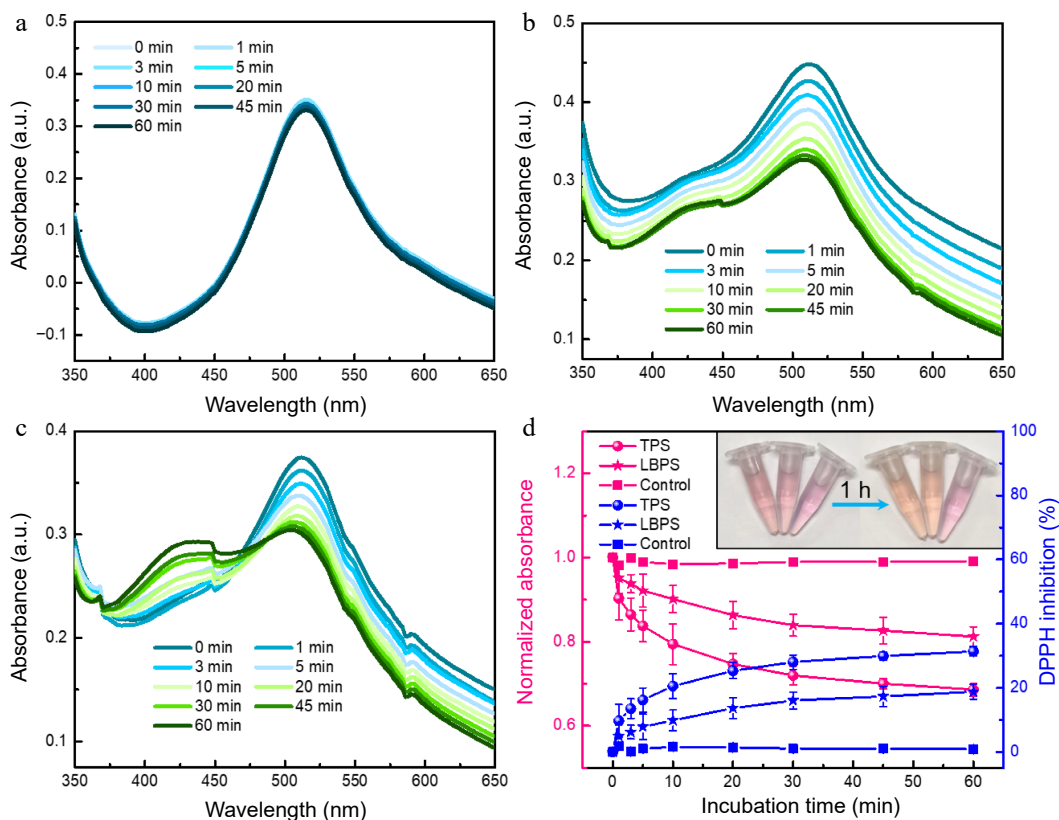 a
Absorbance (a.u.)
0.5
0.4
0.3
0.2
0.1
0.0
−0.1
0 min 1 min
3 min 5 min
10 min 20 min
30 min 45 min
60 min
350 400 450 500 550 600 650
Wavelength (nm)
b
Absorbance (a.u.)
0.5
0.4
0.3
0.2
0.1
0 min 1 min
3 min 5 min
10 min 20 min
30 min 45 min
60 min
350 400 450 500 550 600 650
Wavelength (nm)
c
Absorbance (a.u.)
0.4
0.3
0.2
0.1
0 min 1 min
3 min 5 min
10 min 20 min
30 min 45 min
60 min
350 400 450 500 550 600 650
Wavelength (nm)
d
Normalized absorbance
1.2
1.0
0.8
0.6
TPS
LBPS
Control
TPS
LBPS
Control
1 h
100
80
60
40
20
0
DPPH inhibition (%)
0 10 20 30 40 50 60
Incubation time (min)